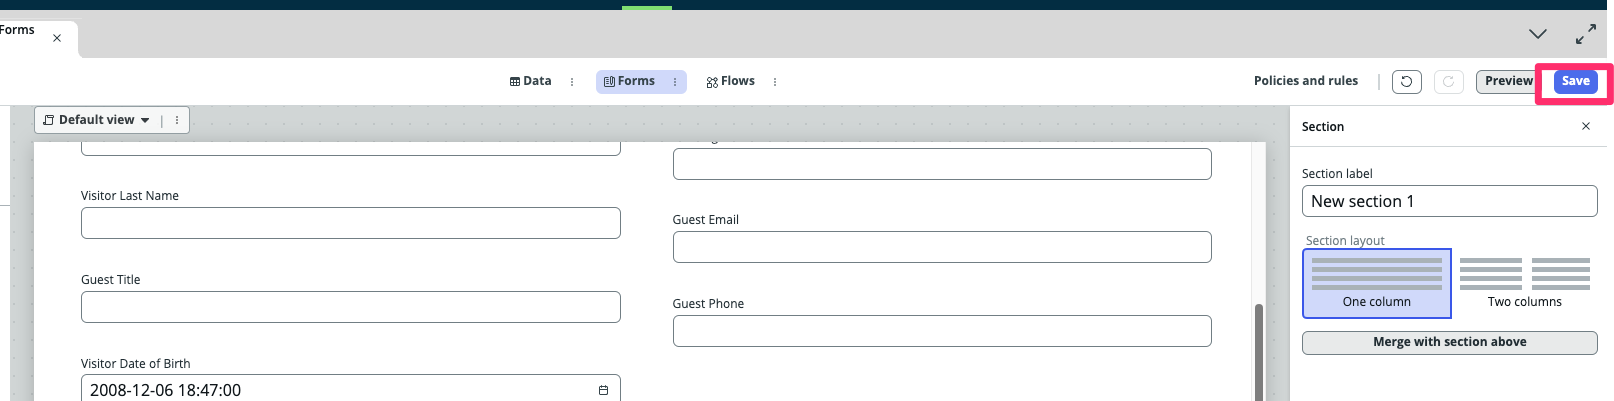 Forms
Data
Forms
Flows
Policies and rules
Preview
Save
Default view
Visitor Last Name
Guest Title
Visitor Date of Birth
2008-12-06 18:47:00
Guest Email
Guest Phone
Section
Section label
New section 1
Section layout
One column
Two columns
Merge with section above